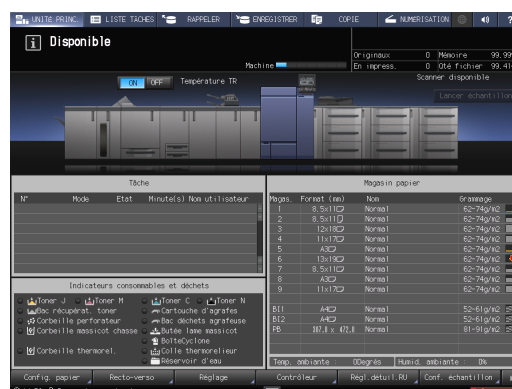 UNITE PRINC. LISTE TACHES RAPPELER ENREGISTRER COPIE NUMERISATION ?
i Disponible
Machine
Originaux 0 Mémoire 99.99
En impress. 0 Qté fichier 99.41
Scanner disponible
ON OFF Température TR
Lancer échantillon
Tâche
N° Mode Etat Minute(s) Nom utilisateur
Magasin papier
Magas. Format (mm) Nom Grammage
1 8.5x11 Normal 62-74g/m2
2 8.5x11 Normal 62-74g/m2
3 12x18 Normal 62-74g/m2
4 11x17 Normal 62-74g/m2
5 A3 Normal 62-74g/m2
6 13x19 Normal 62-74g/m2
7 8.5x11 Normal 62-74g/m2
8 A3 Normal 62-74g/m2
9 11x17 Normal 62-74g/m2
BI1 A4 Normal 52-61g/m2
BI2 A4 Normal 52-61g/m2
PB Normal 81-91g/m2
Temp. ambiante : 0Degrés Humid. ambiante : 0%
Indicateurs consommables et déchets
Toner J Toner M Toner C Toner N
Bac récupérat. toner Cartouche d'agrafes
Corbeille perforateur Bac déchets agrafeuse
Corbeille massicot chasse Butée lame massicot
BoîteCyclone
Corbeille thermorel. Colle thermorelieur
Réservoir d'eau
Config. papier Recto-verso Réglage Contrôleur Régl.détail.RU Conf. échantillon